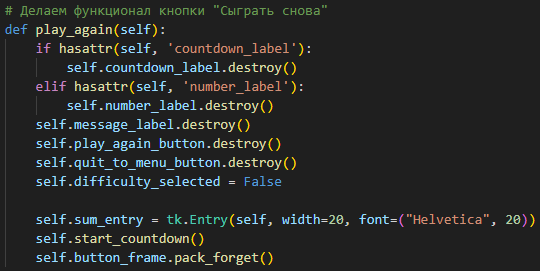 # Делаем функционал кнопки "Сыграть снова"
def play_again(self):
    if hasattr(self, 'countdown_label'):
        self.countdown_label.destroy()
    elif hasattr(self, 'number_label'):
        self.number_label.destroy()
    self.message_label.destroy()
    self.play_again_button.destroy()
    self.quit_to_menu_button.destroy()
    self.difficulty_selected = False

    self.sum_entry = tk.Entry(self, width=20, font=("Helvetica", 20))
    self.start_countdown()
    self.button_frame.pack_forget()